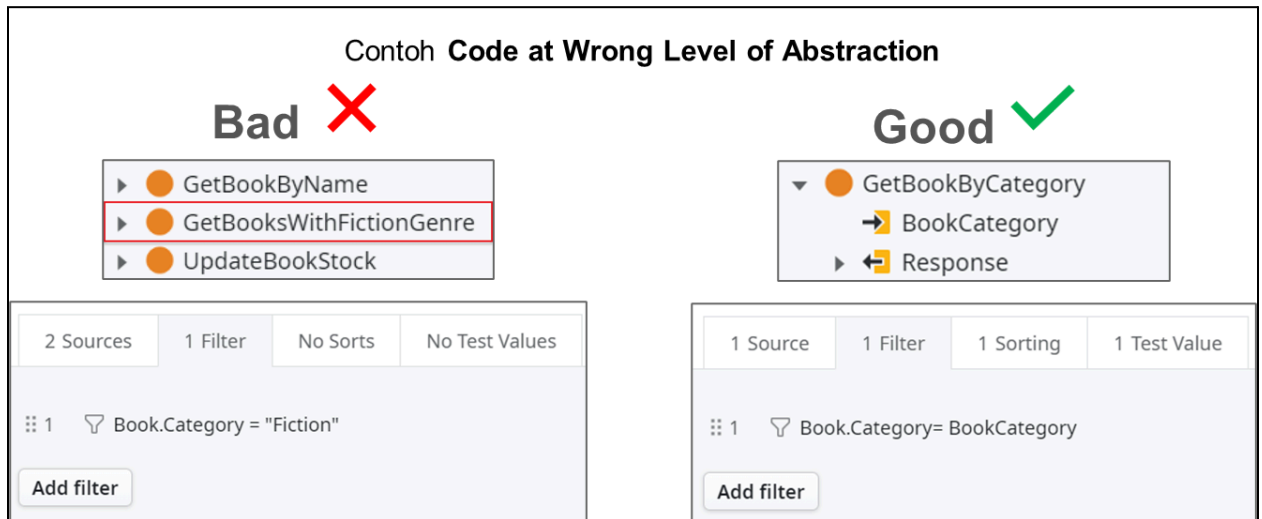 Contoh Code at Wrong Level of Abstraction
Bad
GetBookByName
GetBooksWithFictionGenre
UpdateBookStock
2 Sources 1 Filter No Sorts No Test Values
1 Book.Category = "Fiction"
Add filter
Good
GetBookByCategory
BookCategory
Response
1 Source 1 Filter 1 Sorting 1 Test Value
1 Book.Category= BookCategory
Add filter